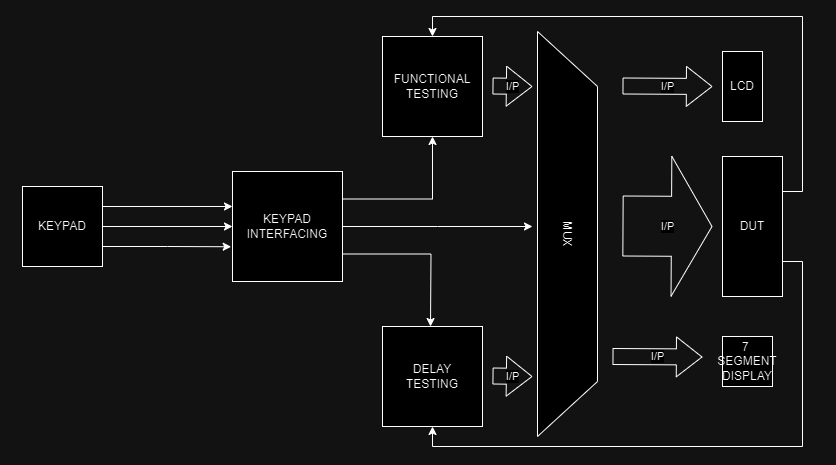 KEYPAD
KEYPAD
INTERFACING
FUNCTIONAL
TESTING
I/P
DELAY
TESTING
I/P
MUX
I/P
LCD
I/P
DUT
I/P
7
SEGMENT
DISPLAY